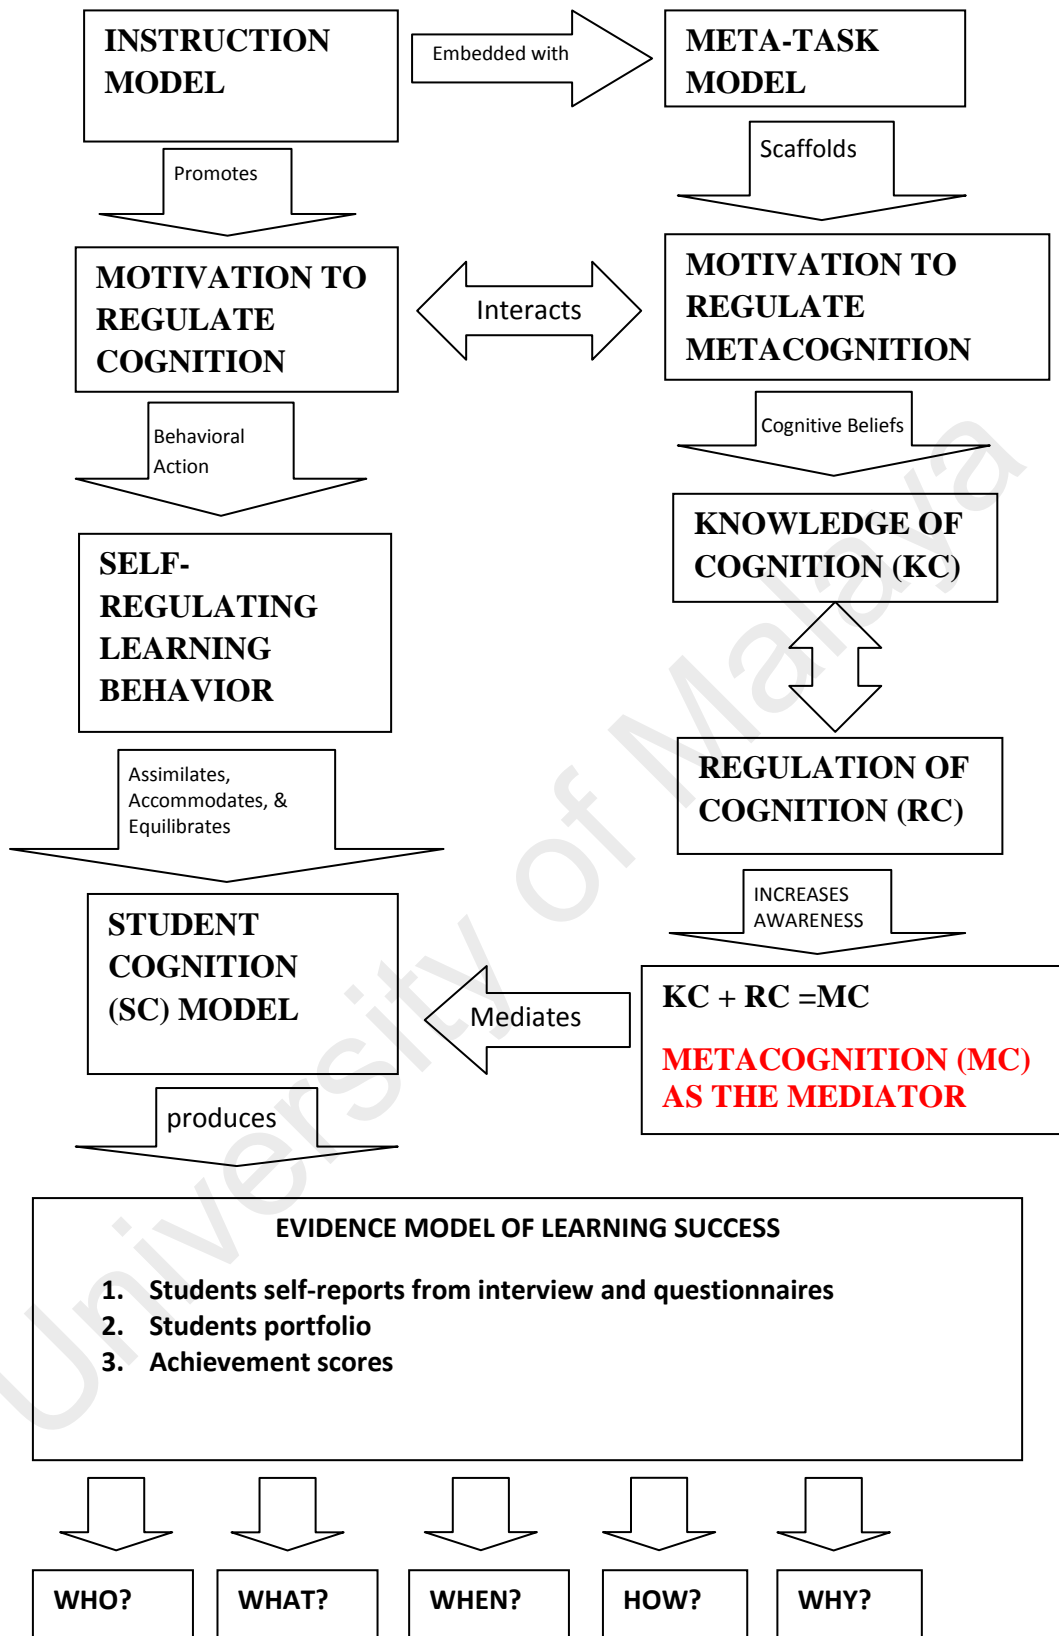 INSTRUCTION
MODEL
Embedded with
META-TASK
MODEL
Promotes
Scaffolds
MOTIVATION TO
REGULATE
COGNITION
Interacts
MOTIVATION TO
REGULATE
METACOGNITION
Behavioral
Action
Cognitive Beliefs
SELF-
REGULATING
LEARNING
BEHAVIOR
KNOWLEDGE OF
COGNITION (KC)
REGULATION OF
COGNITION (RC)
Assimilates,
Accommodates, &
Equilibrates
INCREASES
AWARENESS
STUDENT
COGNITION
(SC) MODEL
Mediates
KC + RC =MC
METACOGNITION (MC)
AS THE MEDIATOR
produces
EVIDENCE MODEL OF LEARNING SUCCESS
1. Students self-reports from interview and questionnaires
2. Students portfolio
3. Achievement scores
WHO?
WHAT?
WHEN?
HOW?
WHY?
University of Malaya